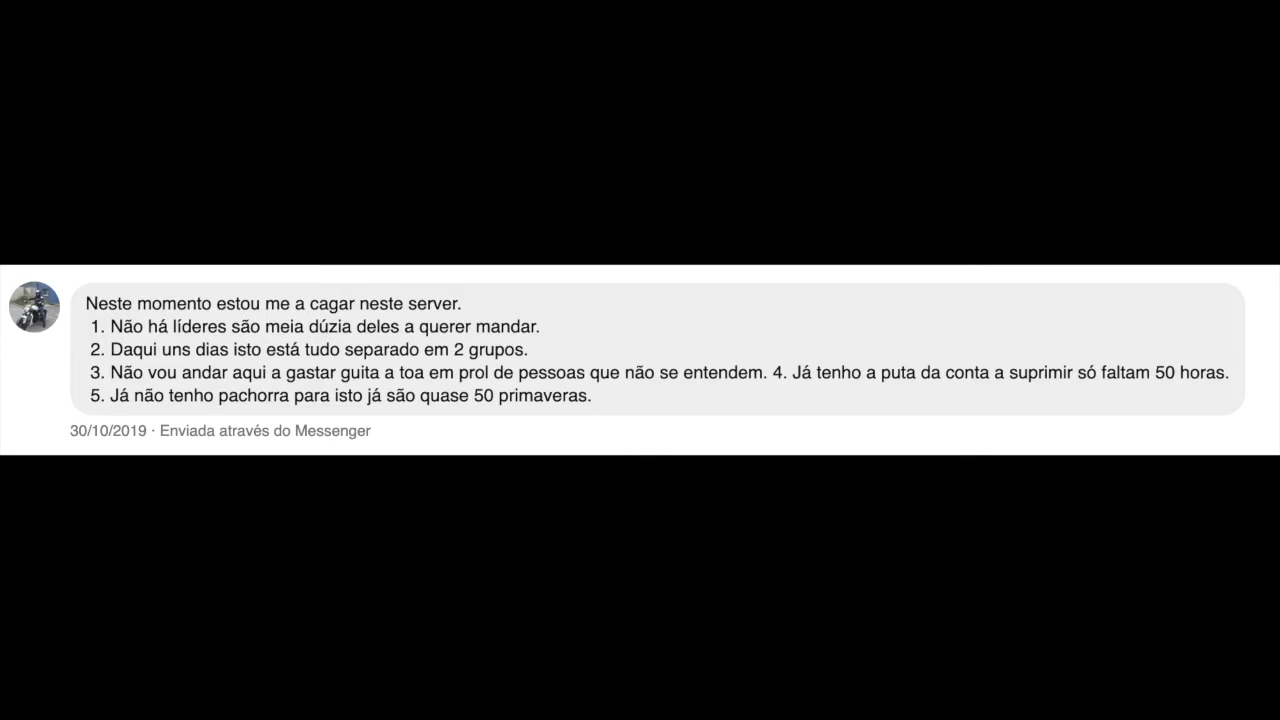 Neste momento estou me a cagar neste server.
1. Não há líderes são meia dúzia deles a querer mandar.
2. Daqui uns dias isto está tudo separado em 2 grupos.
3. Não vou andar aqui a gastar guita a toa em prol de pessoas que não se entendem. 4. Já tenho a puta da conta a suprimir só faltam 50 horas.
5. Já não tenho pachorra para isto já são quase 50 primaveras.
30/10/2019 · Enviada através do Messenger